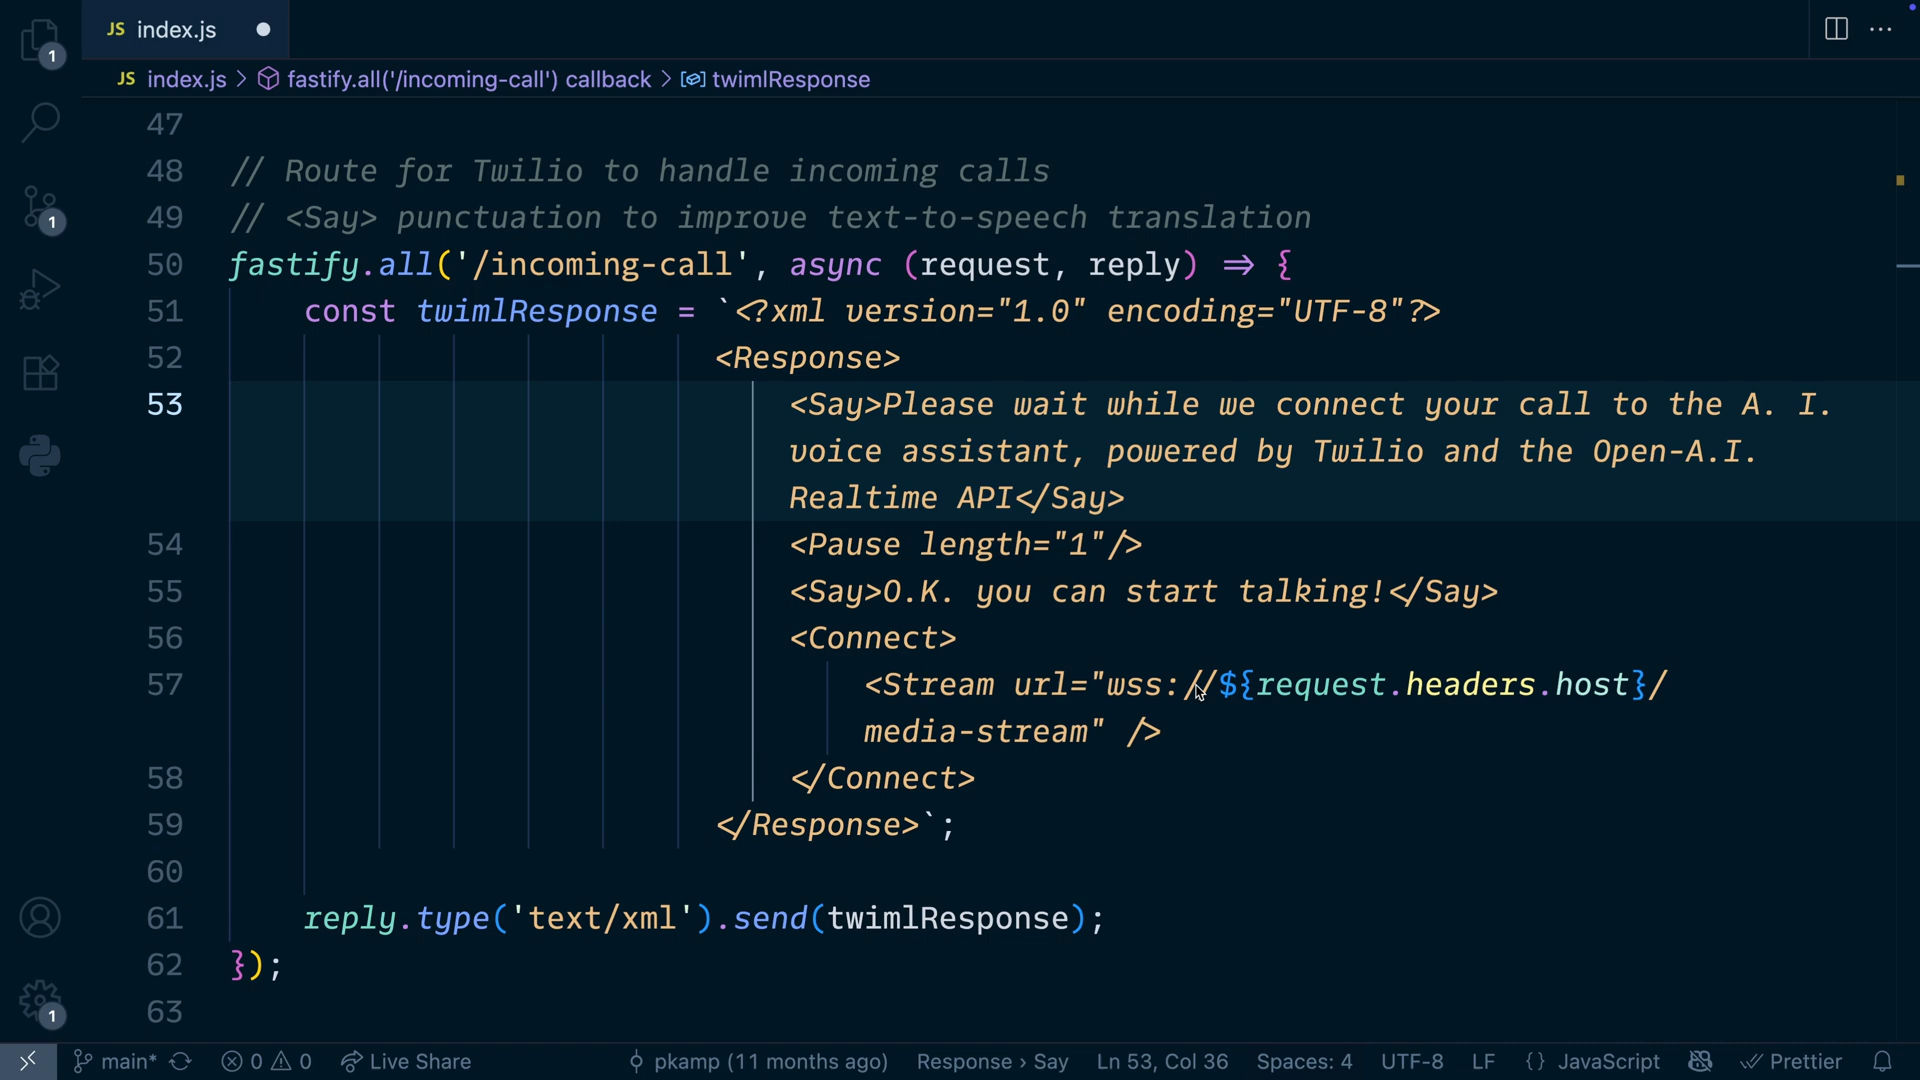 JS index.js
JS index.js > fastify.all('/incoming-call') callback > twimlResponse
47
48 // Route for Twilio to handle incoming calls
49 // <Say> punctuation to improve text-to-speech translation
50 fastify.all('/incoming-call', async (request, reply) => {
51 const twimlResponse = `<?xml version="1.0" encoding="UTF-8"?>
52 <Response>
53 <Say>Please wait while we connect your call to the A. I.
voice assistant, powered by Twilio and the Open-A.I.
Realtime API</Say>
54 <Pause length="1"/>
55 <Say>O.K. you can start talking!</Say>
56 <Connect>
57 <Stream url="wss://${request.headers.host}/
media-stream" />
58 </Connect>
59 </Response>`;
60
61 reply.type('text/xml').send(twimlResponse);
62 });
63
1
1
1
main* 0 0 Live Share pkamp (11 months ago) Response > Say Ln 53, Col 36 Spaces: 4 UTF-8 LF {} JavaScript Prettier